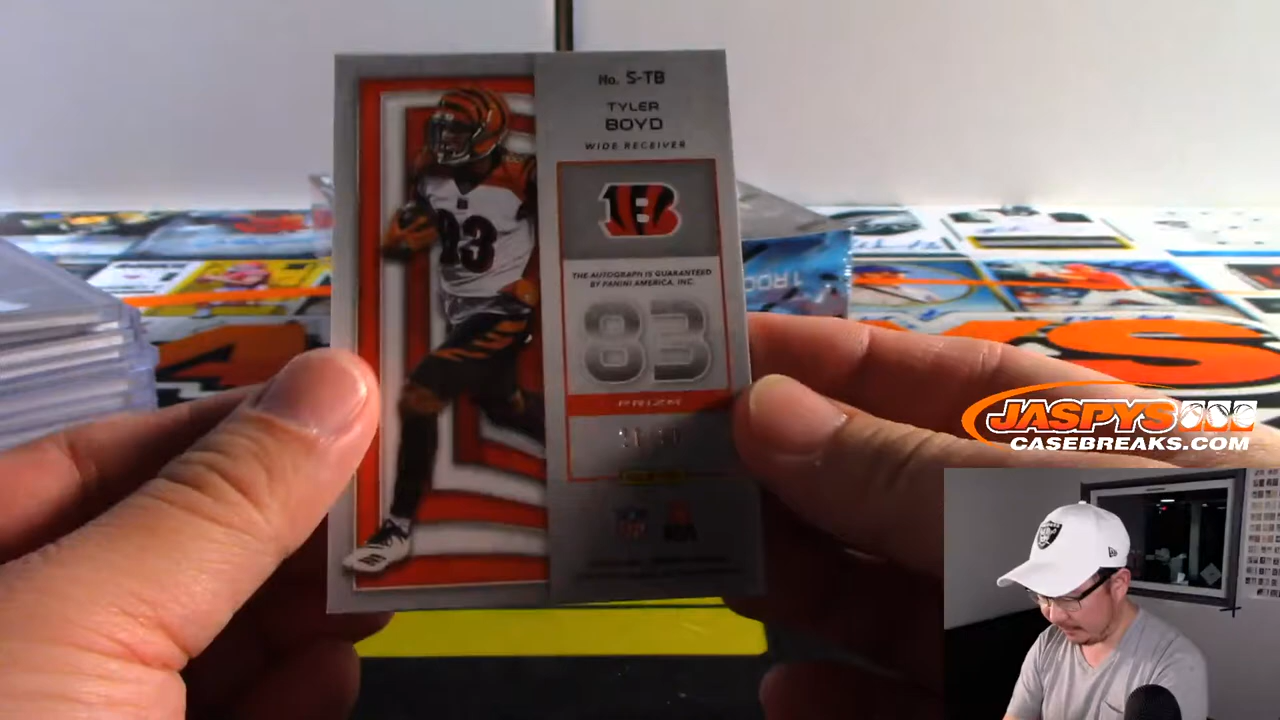 No. S-TB
TYLER
BOYD
WIDE RECEIVER
THE AUTOGRAPH IS GUARANTEED
BY PANINI AMERICA, INC.
83
PRIZM
83
JASPYS
CASEBREAKS.COM